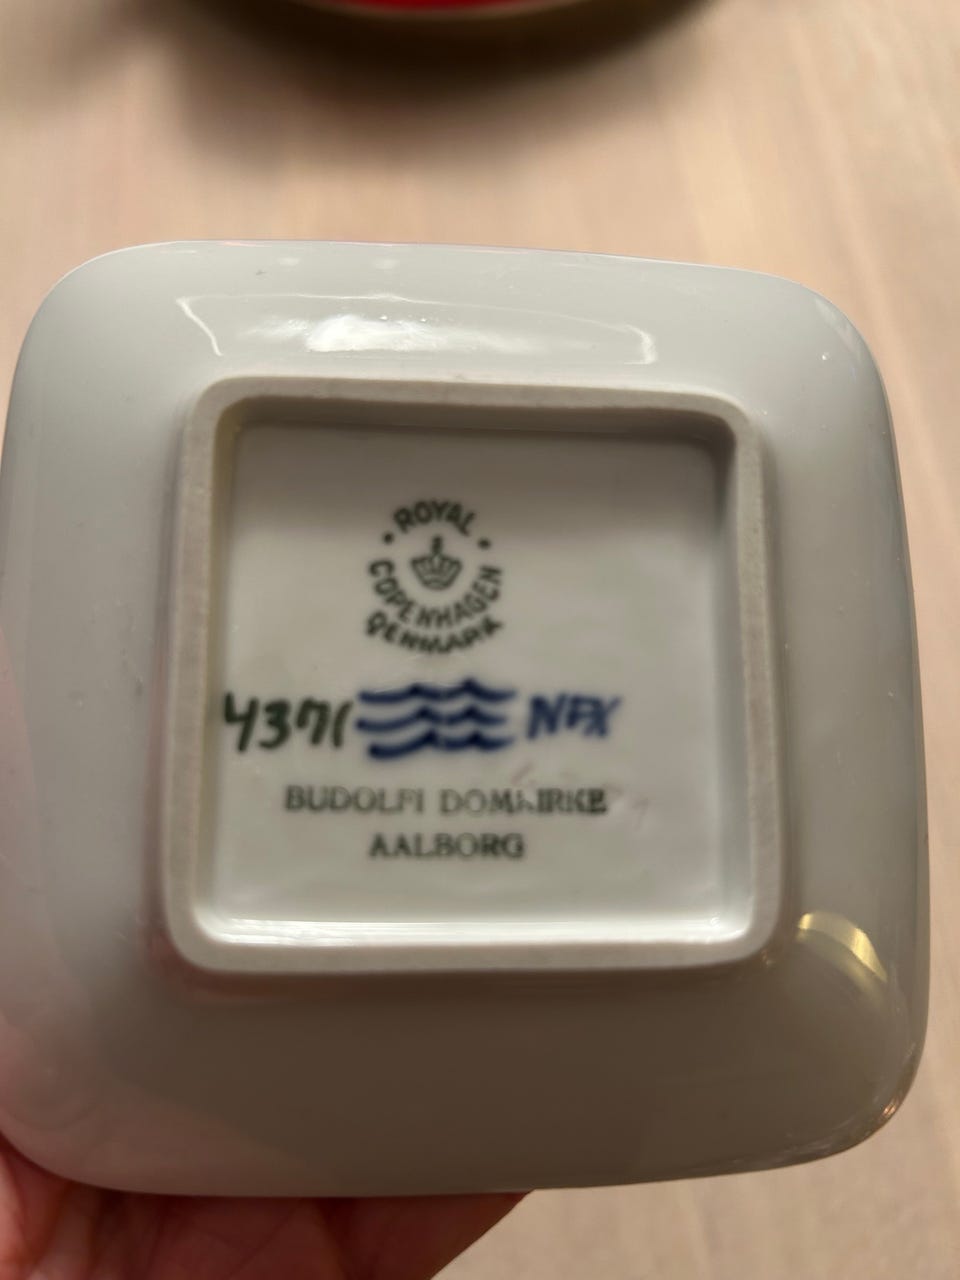 ROYAL
COPENHAGEN
DENMARK
4371 NFX
BUDOLFI DOMKIRKE
AALBORG